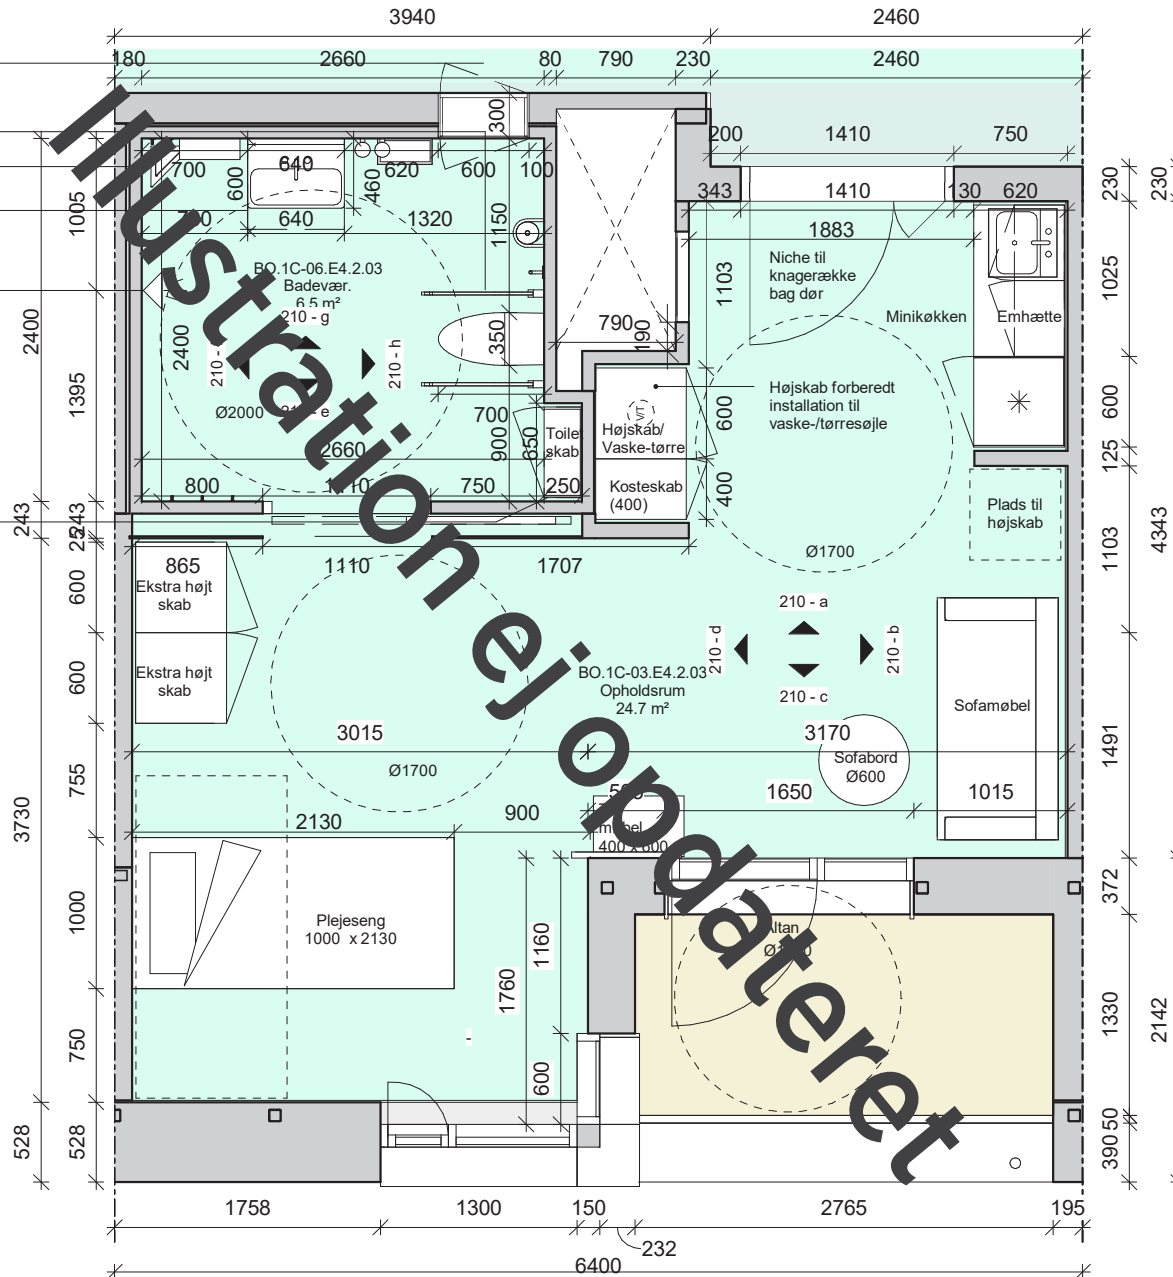 3940
2460
180
2660
80
790
230
2460
300
200
1410
750
700
640
620
600
100
343
1410
130
620
600
460
640
1320
1150
1883
1005
230
230
BO.1C-06.E4.2.03
Badevær.
6.5 m²
210 - g
210 - h
Ø2000
2400
2400
1395
350
790
190
1103
Niche til
knagerække
bag dør
Minikøkken
Emhætte
1025
Højskab forberedt
installation til
vaske-/tørresøjle
V/T
Højskab/
Vaske-tørre
Kosteskab
(400)
600
400
600
125
700
900
650
Toilet
skab
2660
800
1110
750
250
Plads til
højskab
Ø1700
1103
4343
243
243
25
865
1110
1707
600
Ekstra højt
skab
600
Ekstra højt
skab
210 - a
210 - d
210 - b
210 - c
BO.1C-03.E4.2.03
Opholdsrum
24.7 m²
Sofamøbel
3015
3170
Sofabord
Ø600
Ø1700
1491
755
3730
1650
1015
2130
900
400 x 600
Plejeseng
1000 x 2130
1000
1160
1760
600
Altan
372
1330
2142
750
528
528
50
390
1758
1300
150
232
2765
195
6400
Illustration ej opdateret